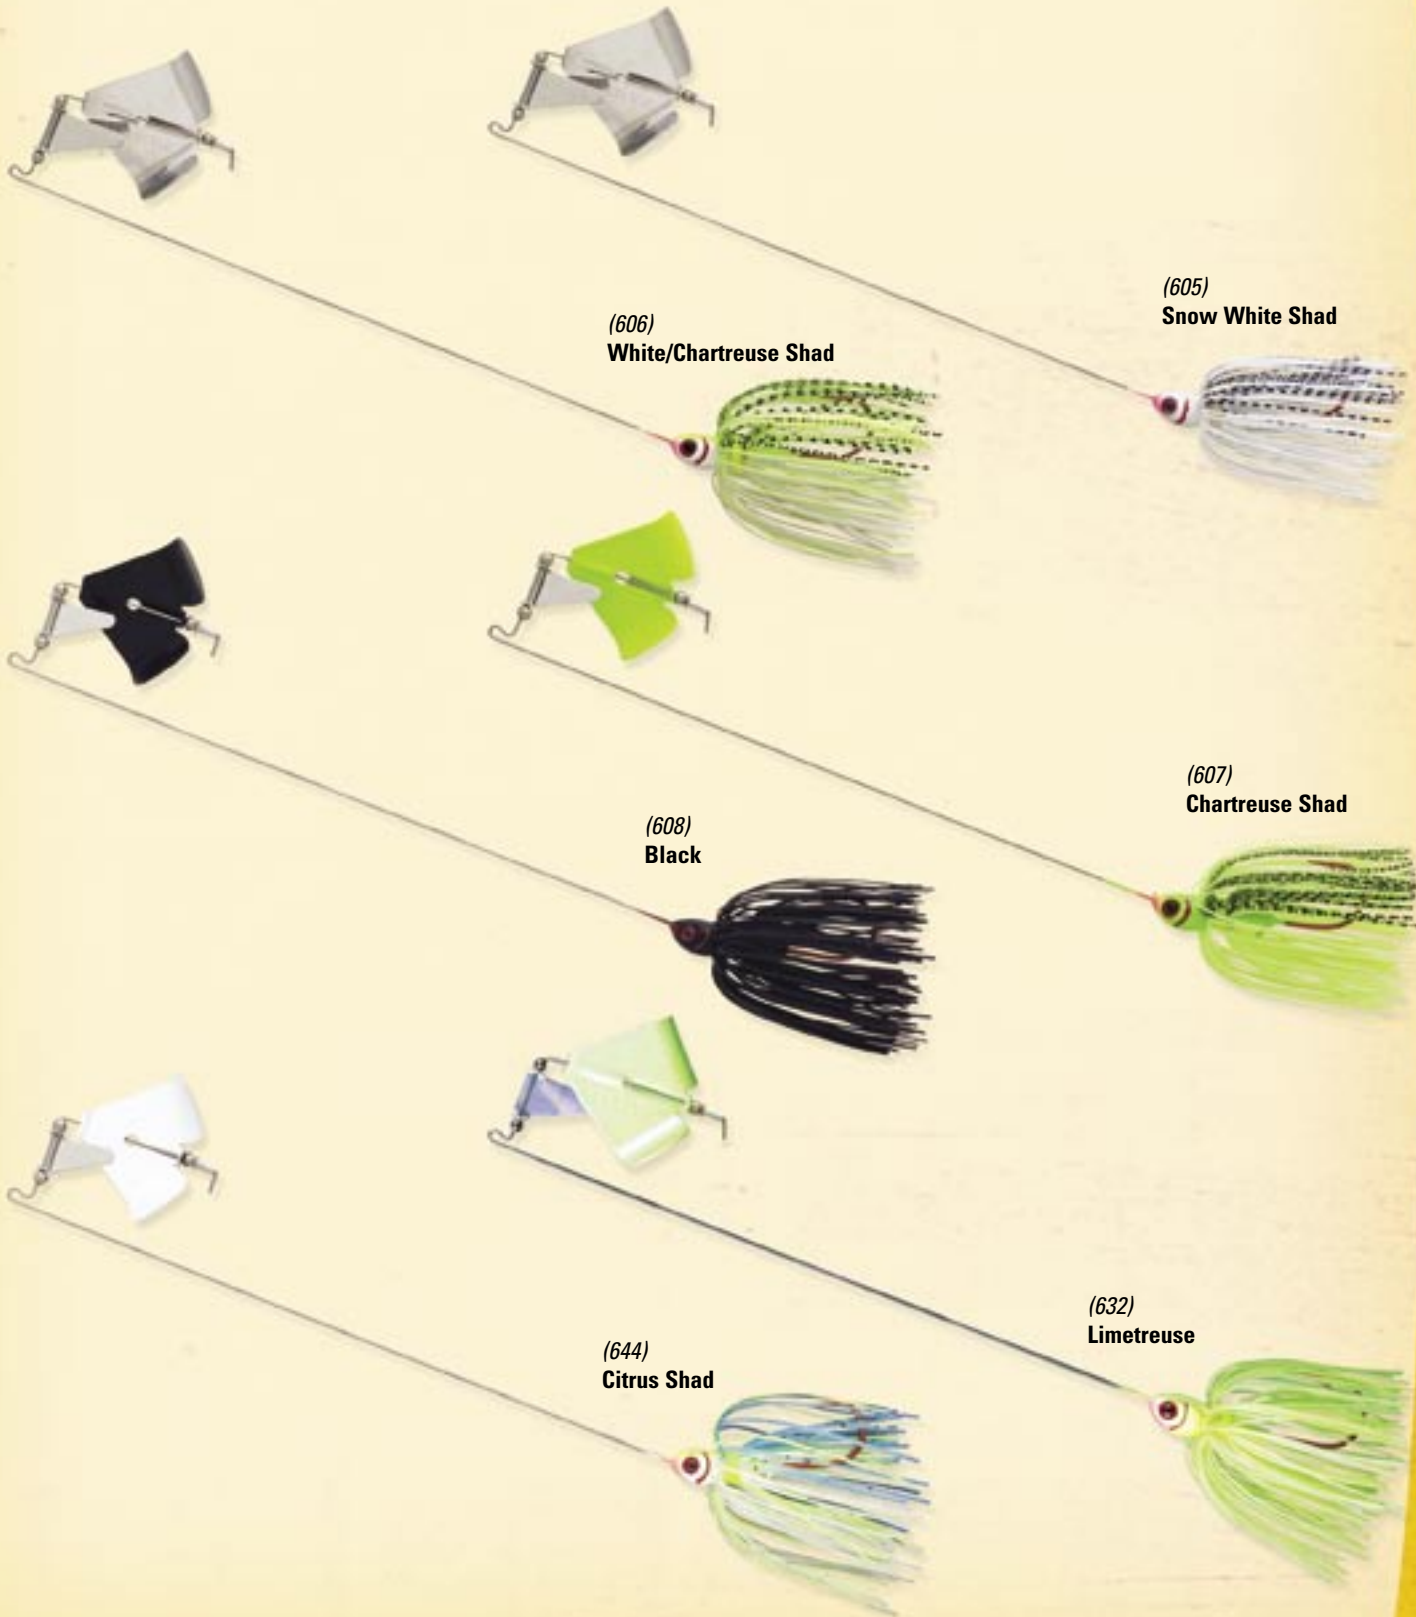 (605)
Snow White Shad
(606)
White/Chartreuse Shad
(607)
Chartreuse Shad
(608)
Black
(632)
Limetreuse
(644)
Citrus Shad